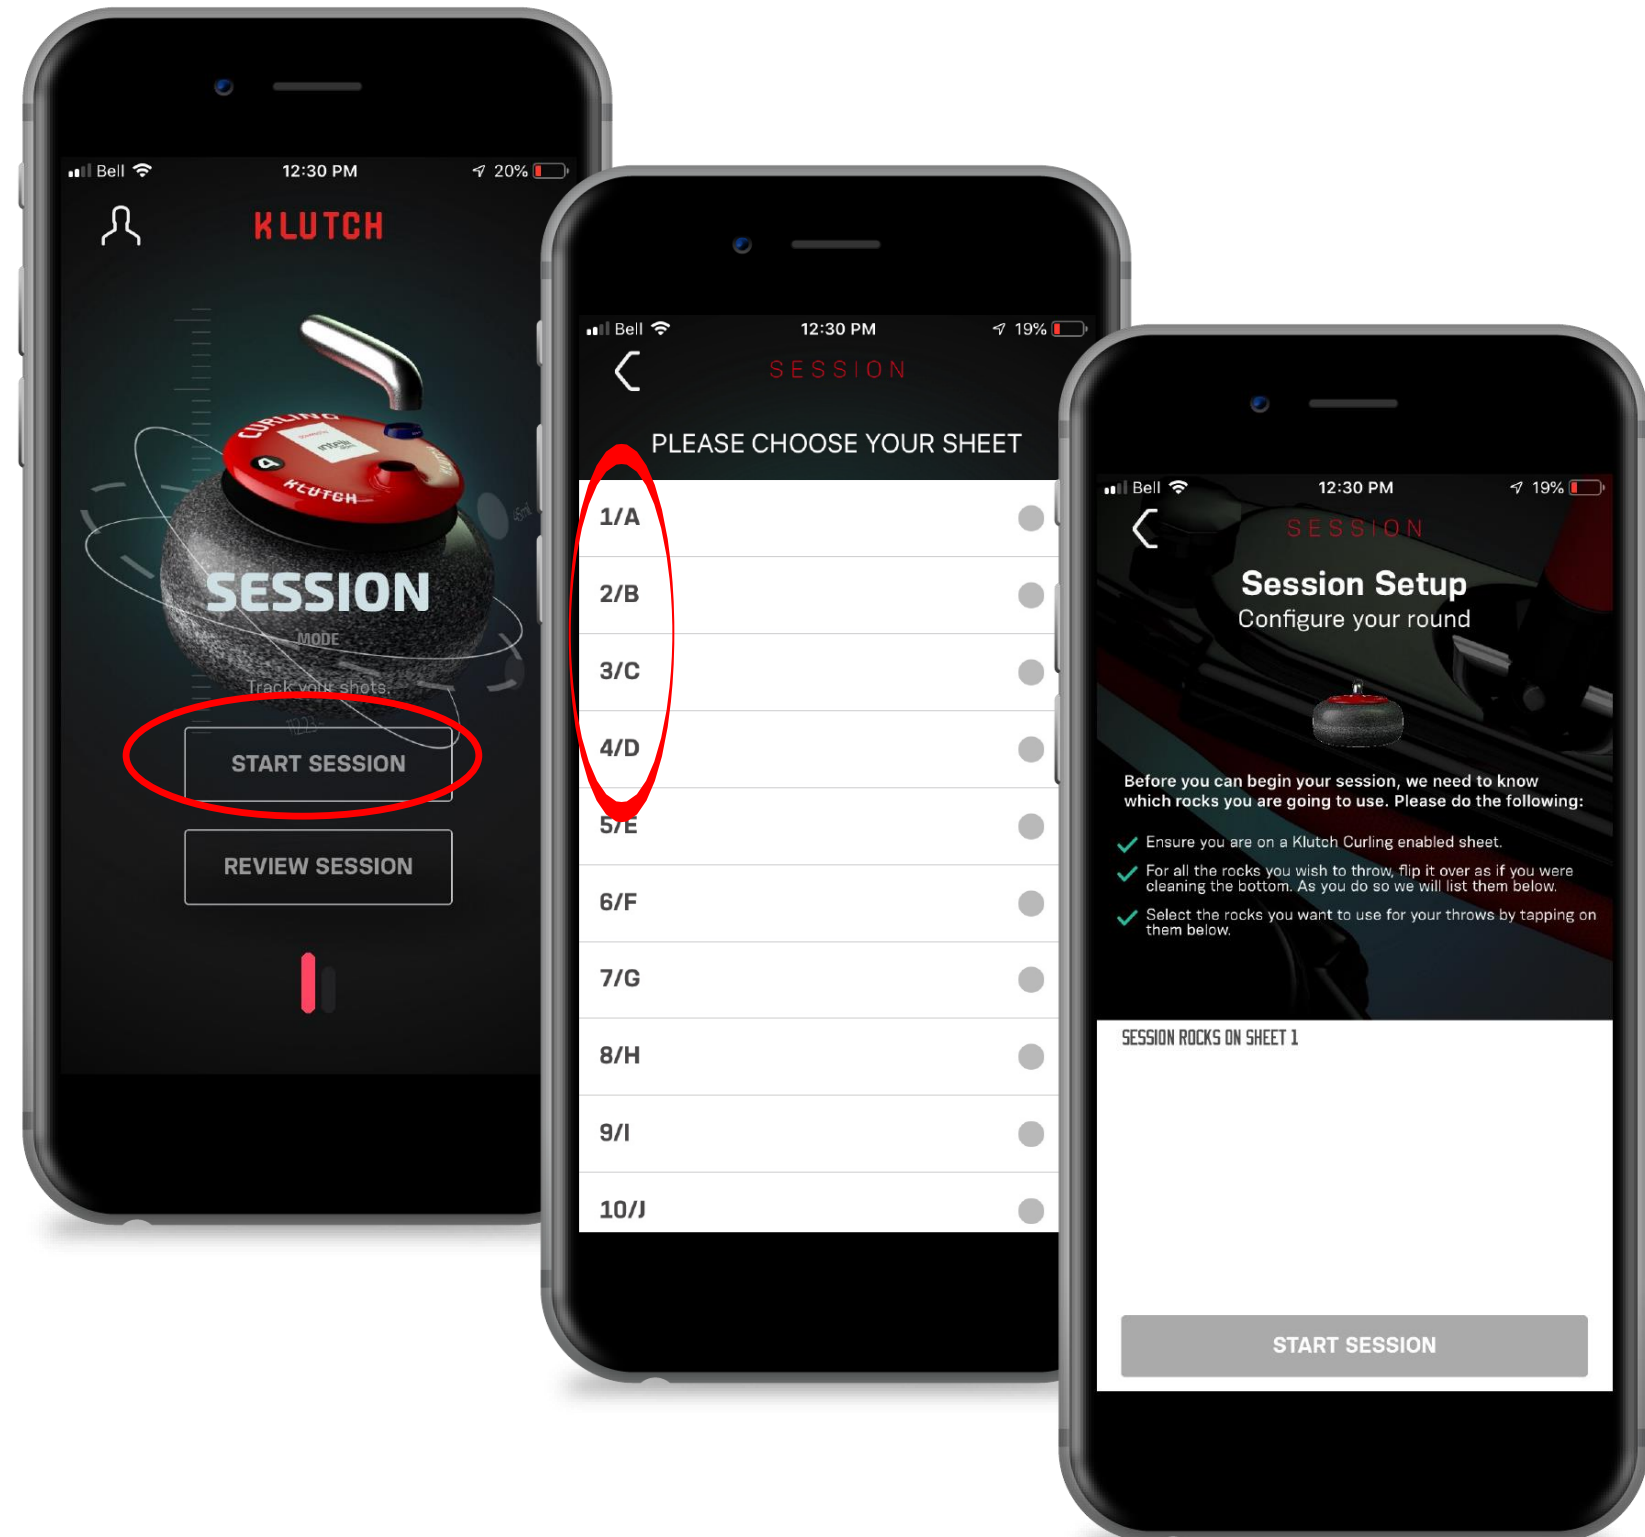 Bell 12:30 PM 20%
KLUTCH
CURLING
4
KLUTCH
SESSION
MODE
Track your shots.
START SESSION
REVIEW SESSION
Bell 12:30 PM 19%
SESSION
PLEASE CHOOSE YOUR SHEET
1/A
2/B
3/C
4/D
5/E
6/F
7/G
8/H
9/I
10/J
Bell 12:30 PM 19%
SESSION
Session Setup
Configure your round
Before you can begin your session, we need to know
which rocks you are going to use. Please do the following:
Ensure you are on a Klutch Curling enabled sheet.
For all the rocks you wish to throw, flip it over as if you were
cleaning the bottom. As you do so we will list them below.
Select the rocks you want to use for your throws by tapping on
them below.
SESSION ROCKS ON SHEET 1
START SESSION